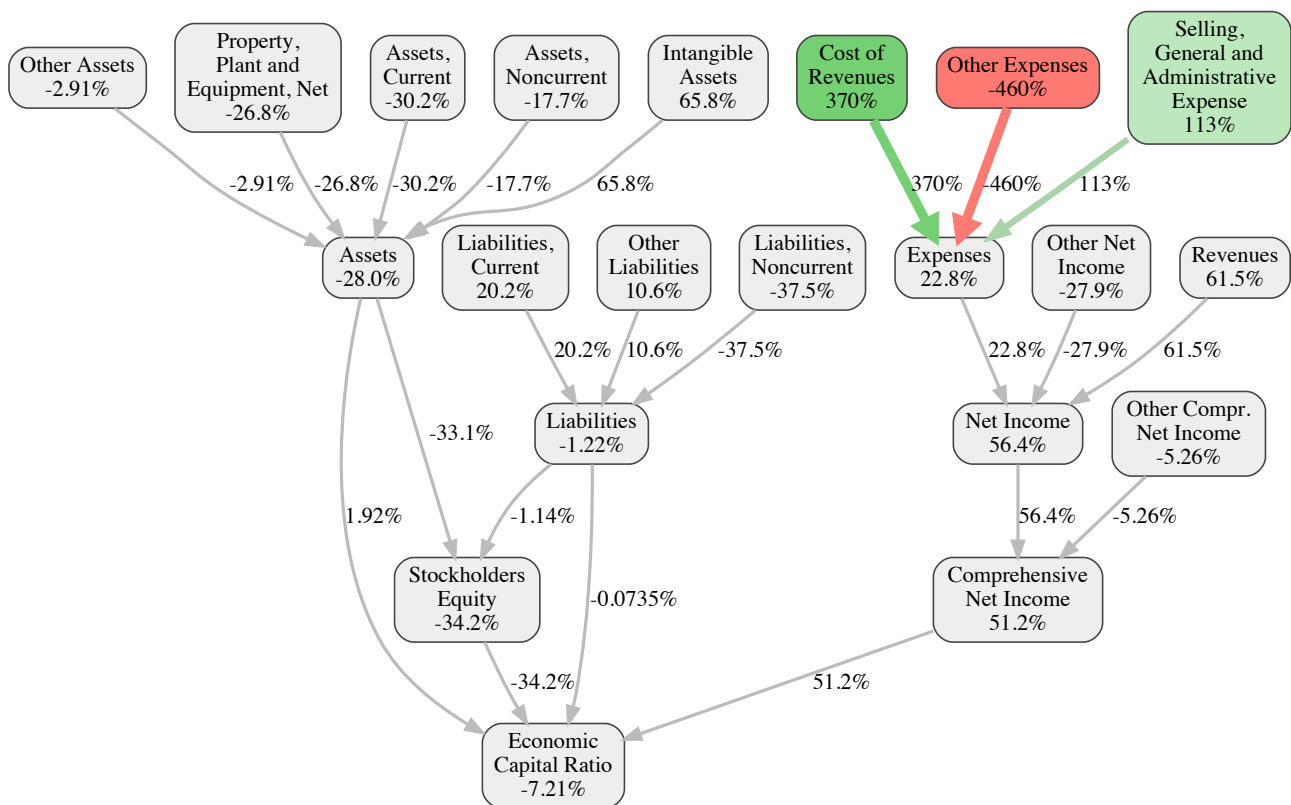 Other Assets
-2.91%
Property,
Plant and
Equipment, Net
-26.8%
Assets,
Current
-30.2%
Assets,
Noncurrent
-17.7%
Intangible
Assets
65.8%
Cost of
Revenues
370%
Other Expenses
-460%
Selling,
General and
Administrative
Expense
113%
-2.91%
-26.8%
-30.2%
-17.7%
65.8%
370%
-460%
113%
Assets
-28.0%
Liabilities,
Current
20.2%
Other
Liabilities
10.6%
Liabilities,
Noncurrent
-37.5%
Expenses
22.8%
Other Net
Income
-27.9%
Revenues
61.5%
20.2%
10.6%
-37.5%
22.8%
-27.9%
61.5%
-33.1%
Liabilities
-1.22%
Net Income
56.4%
Other Compr.
Net Income
-5.26%
1.92%
-1.14%
56.4%
-5.26%
Stockholders
Equity
-34.2%
-0.0735%
Comprehensive
Net Income
51.2%
-34.2%
51.2%
Economic
Capital Ratio
-7.21%